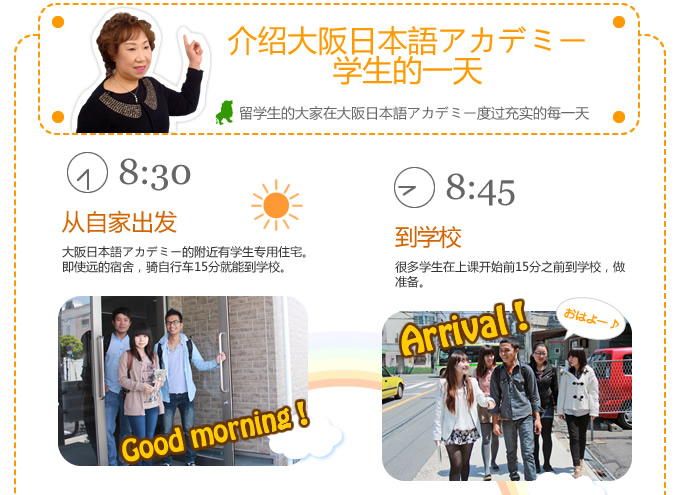 介绍大阪日本語アカデミー
学生的一天
留学生的大家在大阪日本語アカデミー度过充实的每一天
8:30
从自家出发
大阪日本語アカデミー的附近有学生专用住宅。
即使远的宿舍，骑自行车15分就能到学校。
Good morning!
8:45
到学校
很多学生在上课开始前15分之前到学校，做
准备。
Arrival!
おはよー♪